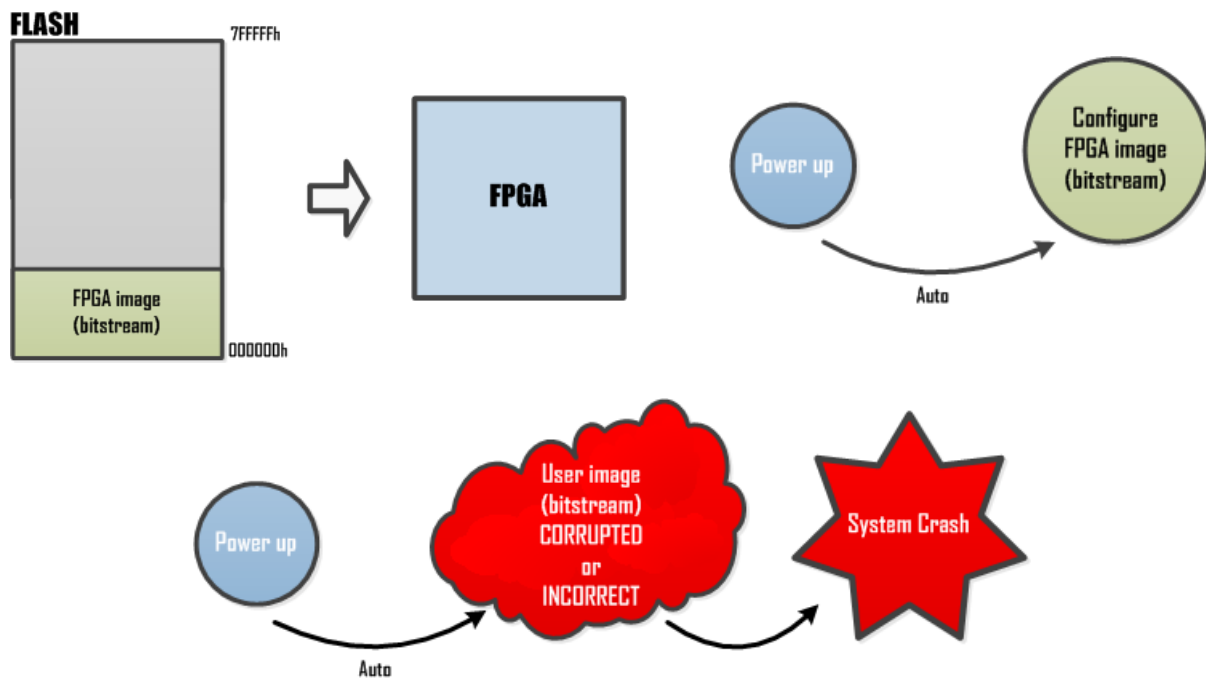 FLASH
7FFFFFh
FPGA image
(bitstream)
000000h
FPGA
Power up
Auto
Configure
FPGA image
(bitstream)
Power up
Auto
User image
(bitstream)
CORRUPTED
or
INCORRECT
System Crash